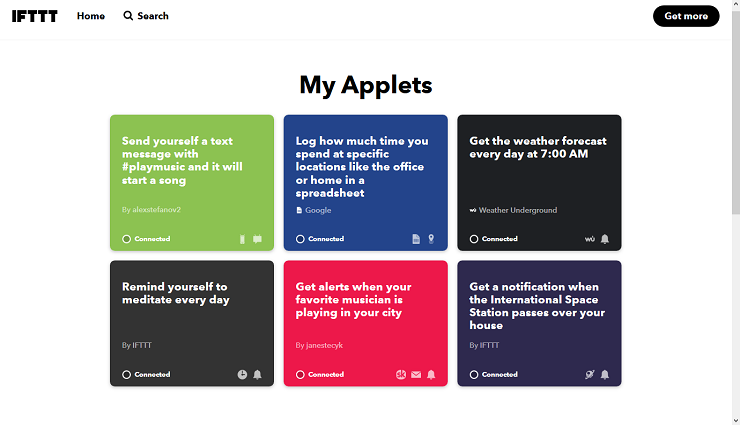 IFTTT Home Search Get more
My Applets
Send yourself a text
message with
#playmusic and it will
start a song
By alexstefanov2
Connected
Log how much time you
spend at specific
locations like the office
or home in a
spreadsheet
Google
Connected
Get the weather forecast
every day at 7:00 AM
wu Weather Underground
Connected wu
Remind yourself to
meditate every day
By IFTTT
Connected
Get alerts when your
favorite musician is
playing in your city
By janestecyk
Connected sk
Get a notification when
the International Space
Station passes over your
house
By IFTTT
Connected